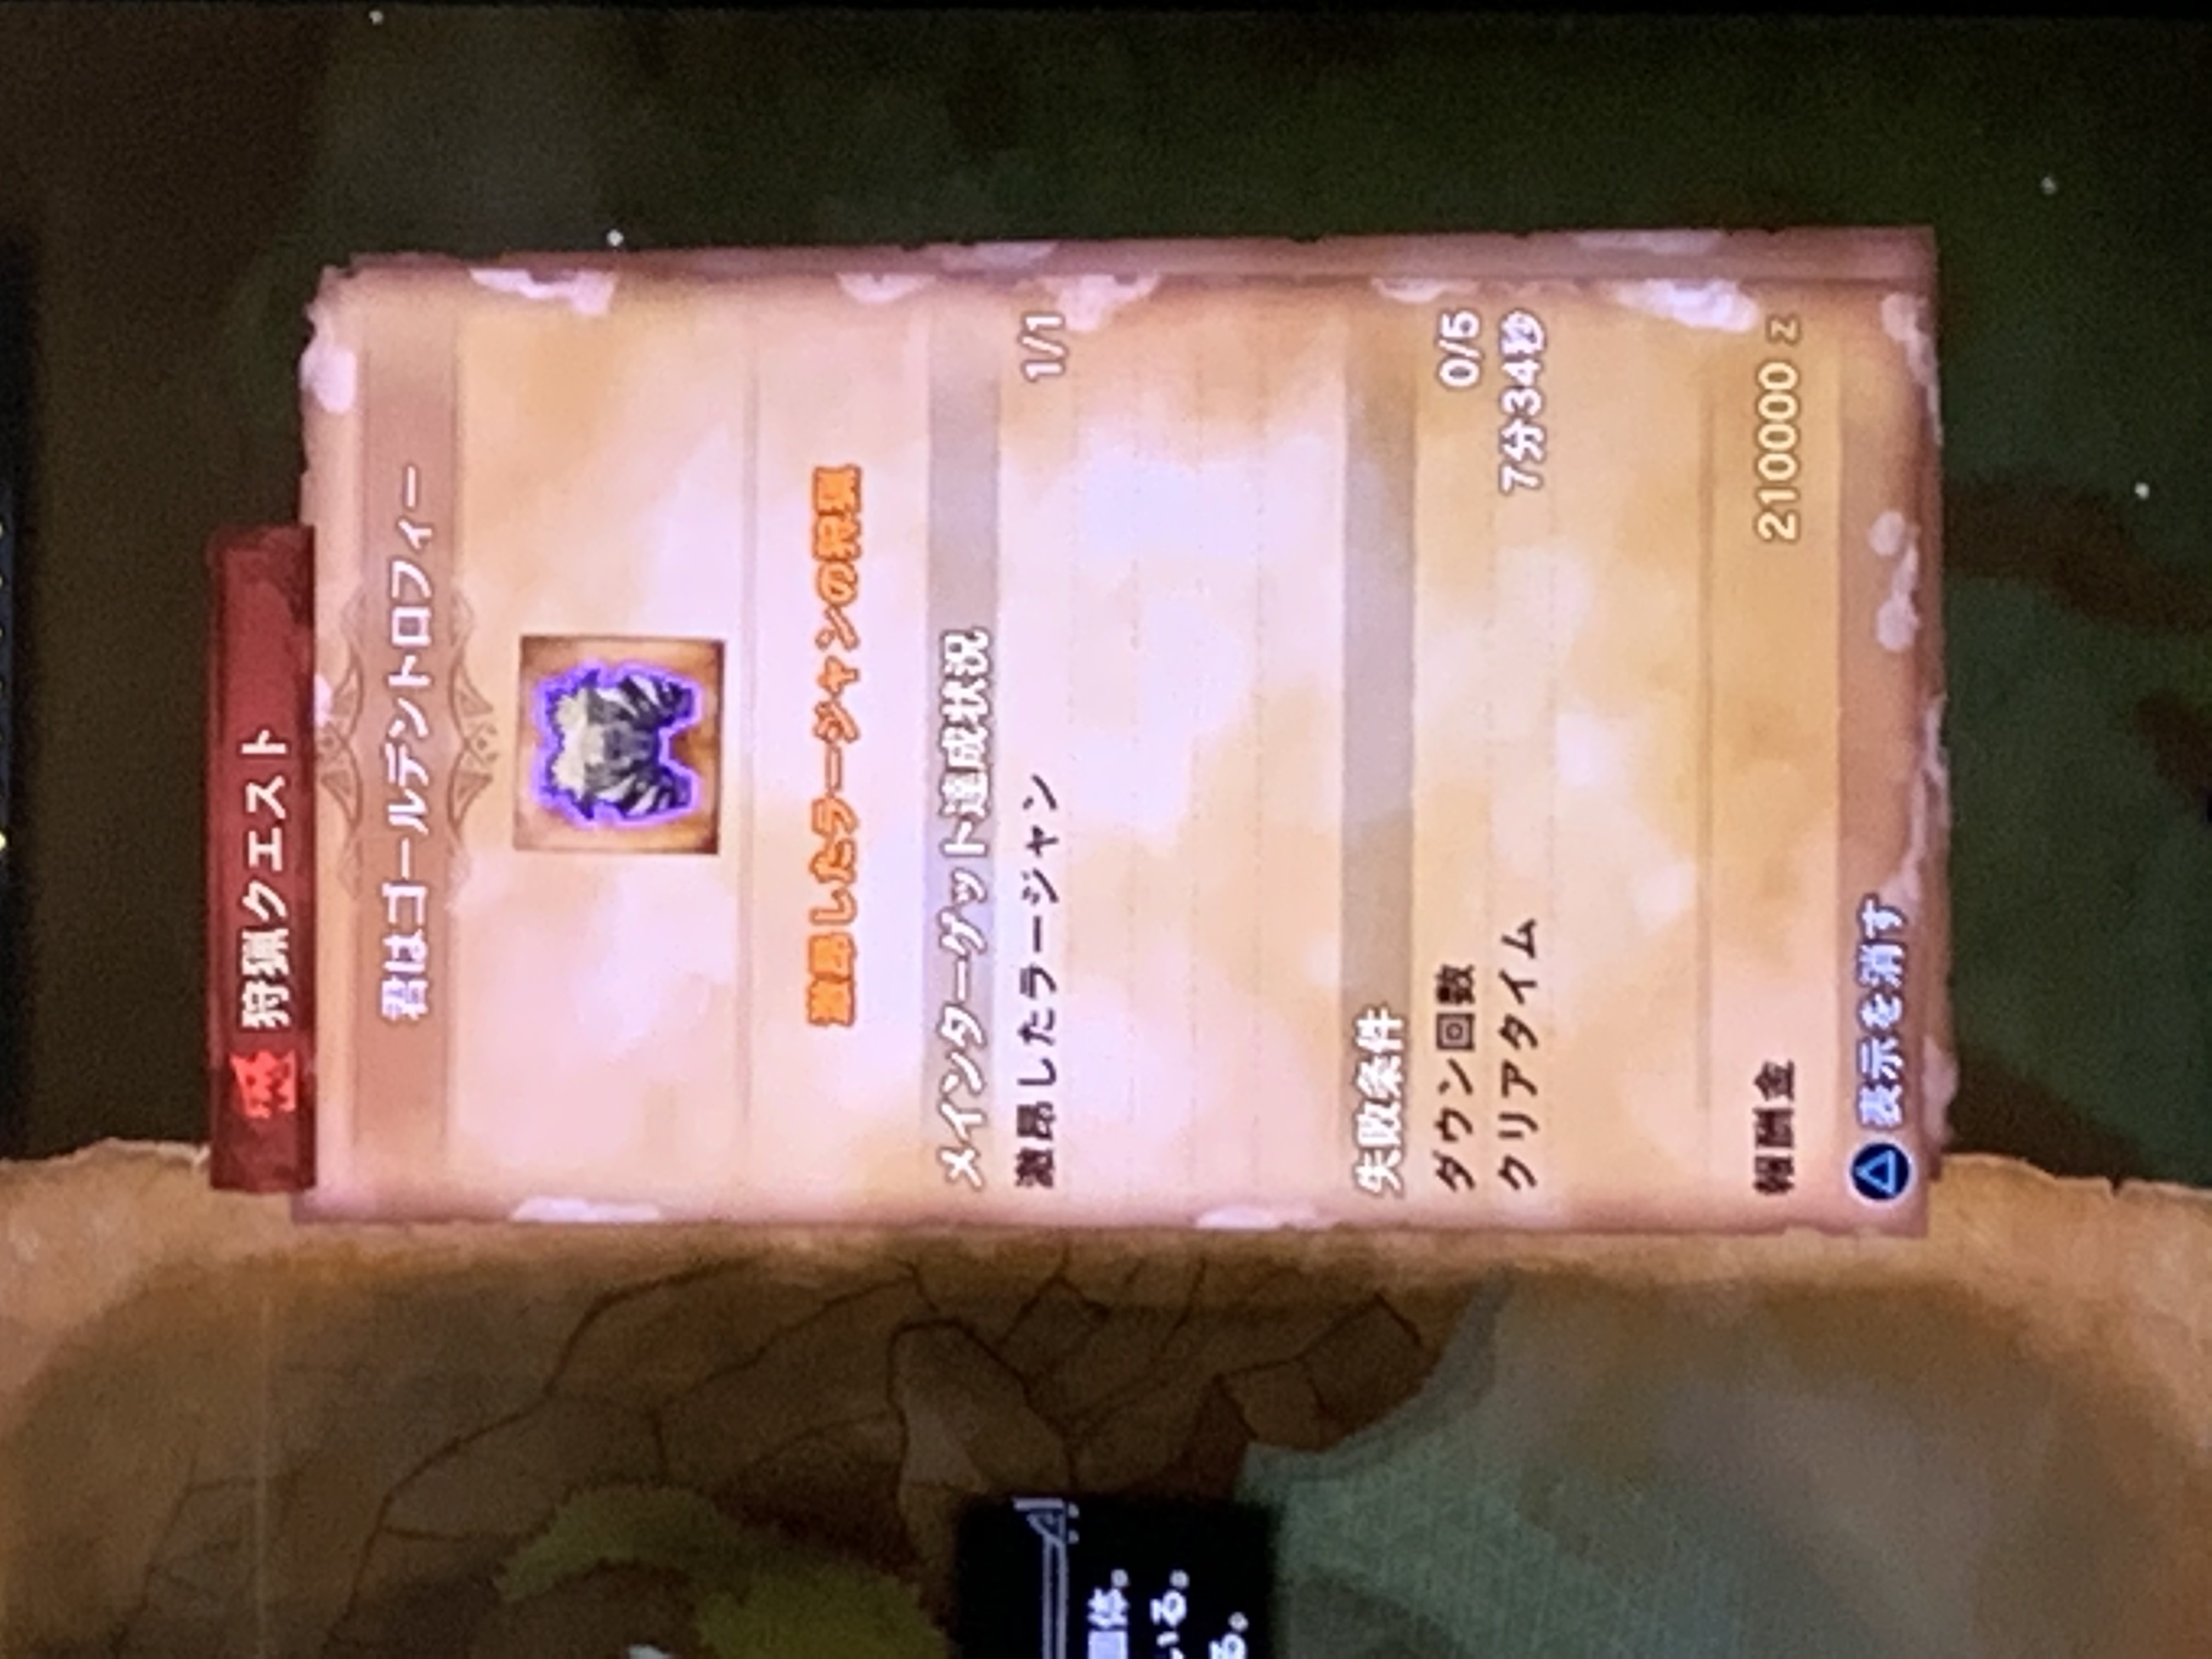 狩猟クエスト
君はゴールデントロフィー
激昂したラージャンの狩猟
メインターゲット達成状況
激昂したラージャン 1/1
個体。
いる。
る。
失敗条件
ダウン回数 0/5
クリアタイム 7分34秒
報酬金 210000 z
表示を消す